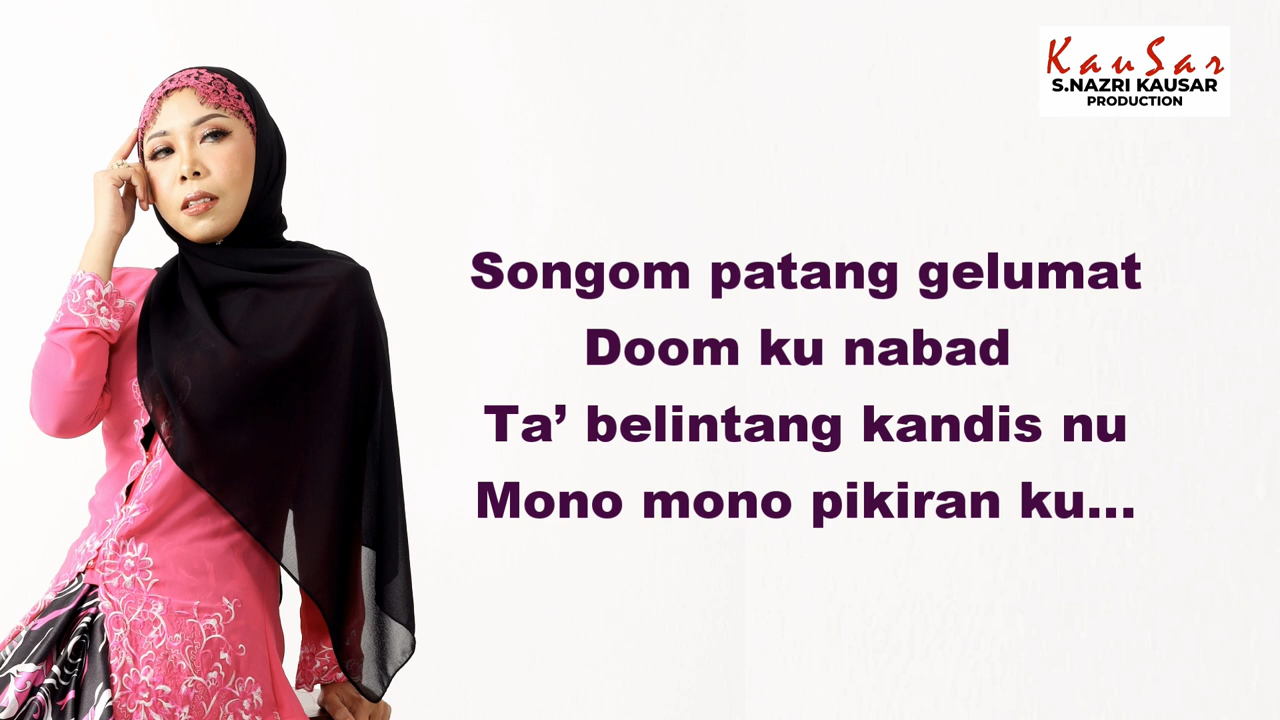 KauSar
S.NAZRI KAUSAR
PRODUCTION
Songom patang gelumat
Doom ku nabad
Ta’ belintang kandis nu
Mono mono pikiran ku...